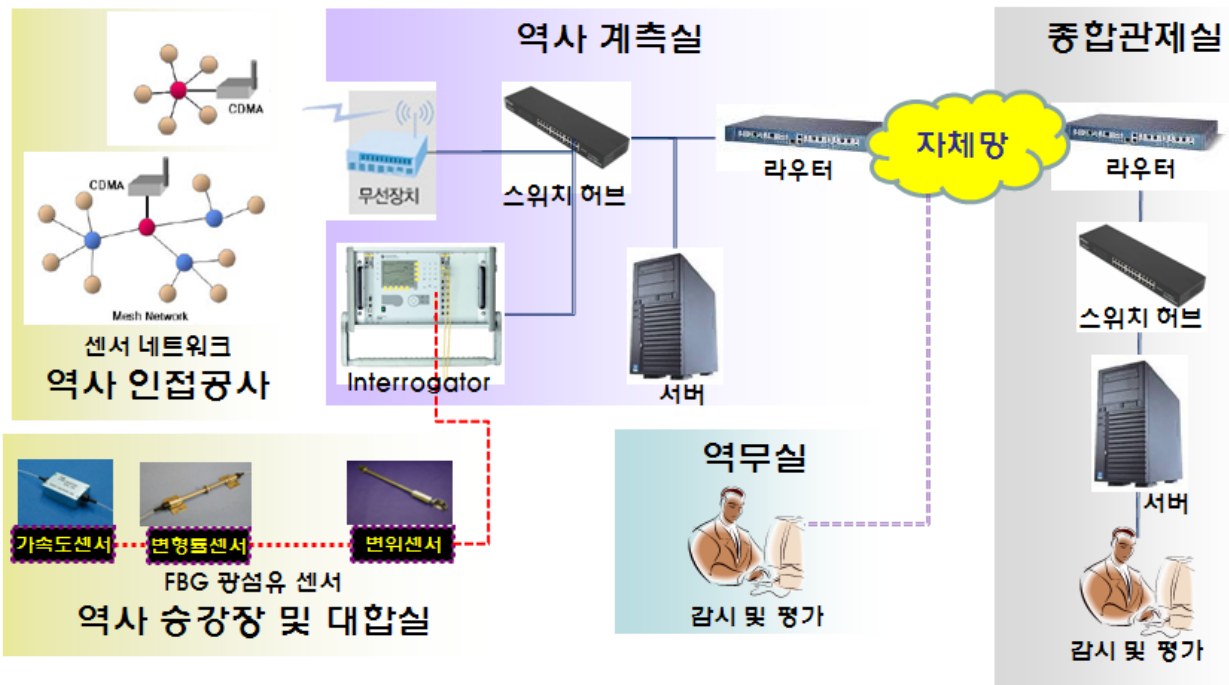 CDMA
CDMA
Mesh Network
센서 네트워크
역사 인접공사
역사 계측실
무선장치
스위치 허브
라우터
Interrogator
서버
자체망
종합관제실
라우터
스위치 허브
서버
감시 및 평가
역무실
감시 및 평가
가속도센서
변형률센서
변위센서
FBG 광섬유 센서
역사 승강장 및 대합실